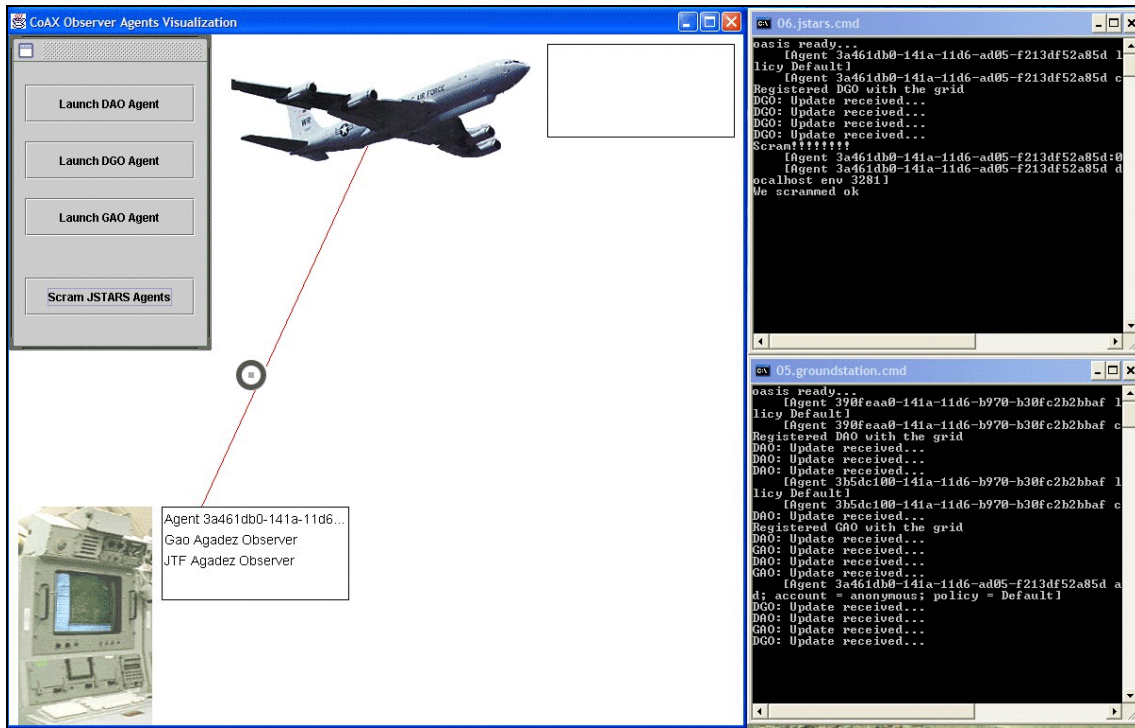 CoAX Observer Agents Visualization
Launch DAO Agent
Launch DGO Agent
Launch GAO Agent
Scram JSTARS Agents
AIR FORCE
WR
Agent 3a461db0-141a-11d6...
Gao Agadez Observer
JTF Agadez Observer
06.jstars.cmd
oasis ready...
[Agent 3a461db0-141a-11d6-ad05-f213df52a85d l
licy Default]
[Agent 3a461db0-141a-11d6-ad05-f213df52a85d c
Registered DGO with the grid
DGO: Update received...
DGO: Update received...
DGO: Update received...
DGO: Update received...
Scram!!!!!!!!
[Agent 3a461db0-141a-11d6-ad05-f213df52a85d:0
[Agent 3a461db0-141a-11d6-ad05-f213df52a85d d
ocalhost env 3281]
We scrammed ok
05.groundstation.cmd
oasis ready...
[Agent 390feaa0-141a-11d6-b970-b30fc2b2bbaf l
licy Default]
[Agent 390feaa0-141a-11d6-b970-b30fc2b2bbaf c
Registered DAO with the grid
DAO: Update received...
DAO: Update received...
DAO: Update received...
[Agent 3b5dc100-141a-11d6-b970-b30fc2b2bbaf l
licy Default]
[Agent 3b5dc100-141a-11d6-b970-b30fc2b2bbaf c
DAO: Update received...
Registered GAO with the grid
DAO: Update received...
GAO: Update received...
DAO: Update received...
GAO: Update received...
[Agent 3a461db0-141a-11d6-ad05-f213df52a85d a
d; account = anonymous; policy = Default]
DGO: Update received...
DAO: Update received...
GAO: Update received...
DGO: Update received...